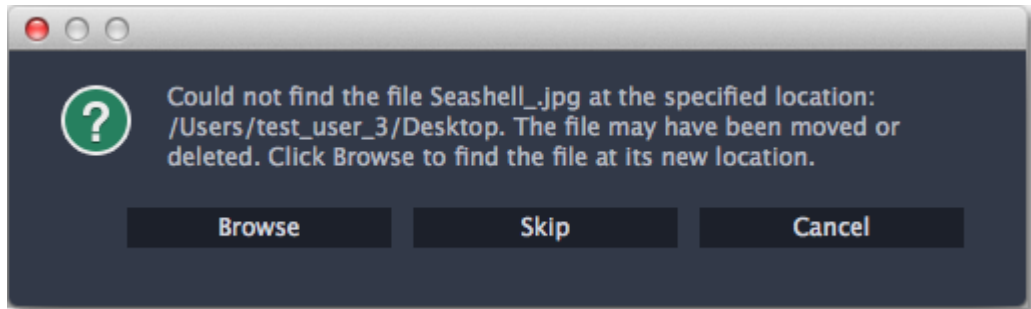 Could not find the file Seashell_.jpg at the specified location:
/Users/test_user_3/Desktop. The file may have been moved or
deleted. Click Browse to find the file at its new location.
Browse
Skip
Cancel